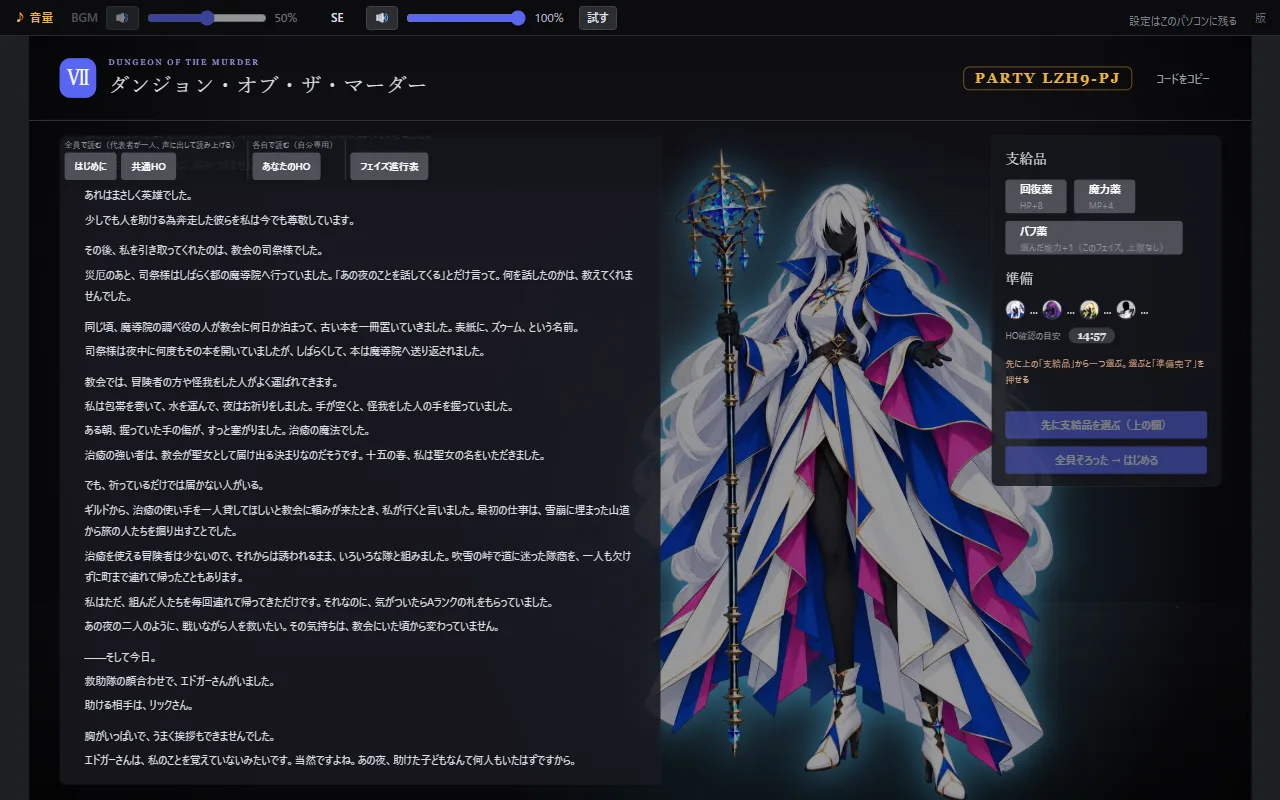 ♪ 音量 BGM 50% SE 100% 試す 設定はこのパソコンに残る 版
VII
DUNGEON OF THE MURDER
ダンジョン・オブ・ザ・マーダー
PARTY LZH9-PJ コードをコピー
全員で読む（代表者が一人、声に出して読み上げる） 各自で読む（自分専用）
はじめに 共通HO あなたのHO フェイズ進行表
あれはまさしく英雄でした。
少しでも人を助ける為奔走した彼らを私は今でも尊敬しています。
その後、私を引き取ってくれたのは、教会の司祭様でした。
災厄のあと、司祭様はしばらく都の魔導院へ行っていました。「あの夜のことを話してくる」とだけ言って。何を話したのかは、教えてくれま
せんでした。
同じ頃、魔導院の調べ役の人が教会に何日か泊まって、古い本を一冊置いていきました。表紙に、ズゥーム、という名前。
司祭様は夜中に何度もその本を開いていましたが、しばらくして、本は魔導院へ送り返されました。
教会では、冒険者の方や怪我をした人がよく運ばれてきます。
私は包帯を巻いて、水を運んで、夜はお祈りをしました。手が空くと、怪我をした人の手を握っていました。
ある朝、握っていた手の傷が、すっと塞がりました。治癒の魔法でした。
治癒の強い者は、教会が聖女として届け出る決まりなのだそうです。十五の春、私は聖女の名をいただきました。
でも、祈っているだけでは届かない人がいる。
ギルドから、治癒の使い手を一人貸してほしいと教会に頼みが来たとき、私が行くと言いました。最初の仕事は、雪崩に埋まった山道
から旅の人たちを掘り出すことでした。
治癒を使える冒険者は少ないので、それからは誘われるまま、いろいろな隊と組みました。吹雪の峠で道に迷った隊商を、一人も欠け
ずに町まで連れて帰ったこともあります。
私はただ、組んだ人たちを毎回連れて帰ってきただけです。それなのに、気がついたらAランクの札をもらっていました。
あの夜の二人のように、戦いながら人を救いたい。その気持ちは、教会にいた頃から変わっていません。
――そして今日。
救助隊の顔合わせで、エドガーさんがいました。
助ける相手は、リックさん。
胸がいっぱいで、うまく挨拶もできませんでした。
エドガーさんは、私のことを覚えていないみたいです。当然ですよね。あの夜、助けた子どもなんて何人もいたはずですから。
支給品
回復薬 魔力薬
HP+8 MP+4
バフ薬
選んだ能力+1（このフェイズ。上限なし）
準備
... ... ... ...
HO確認の目安 14:57
先に上の「支給品」から一つ選ぶ。選ぶと「準備完了」を
押せる
先に支給品を選ぶ（上の欄）
全員そろった → はじめる